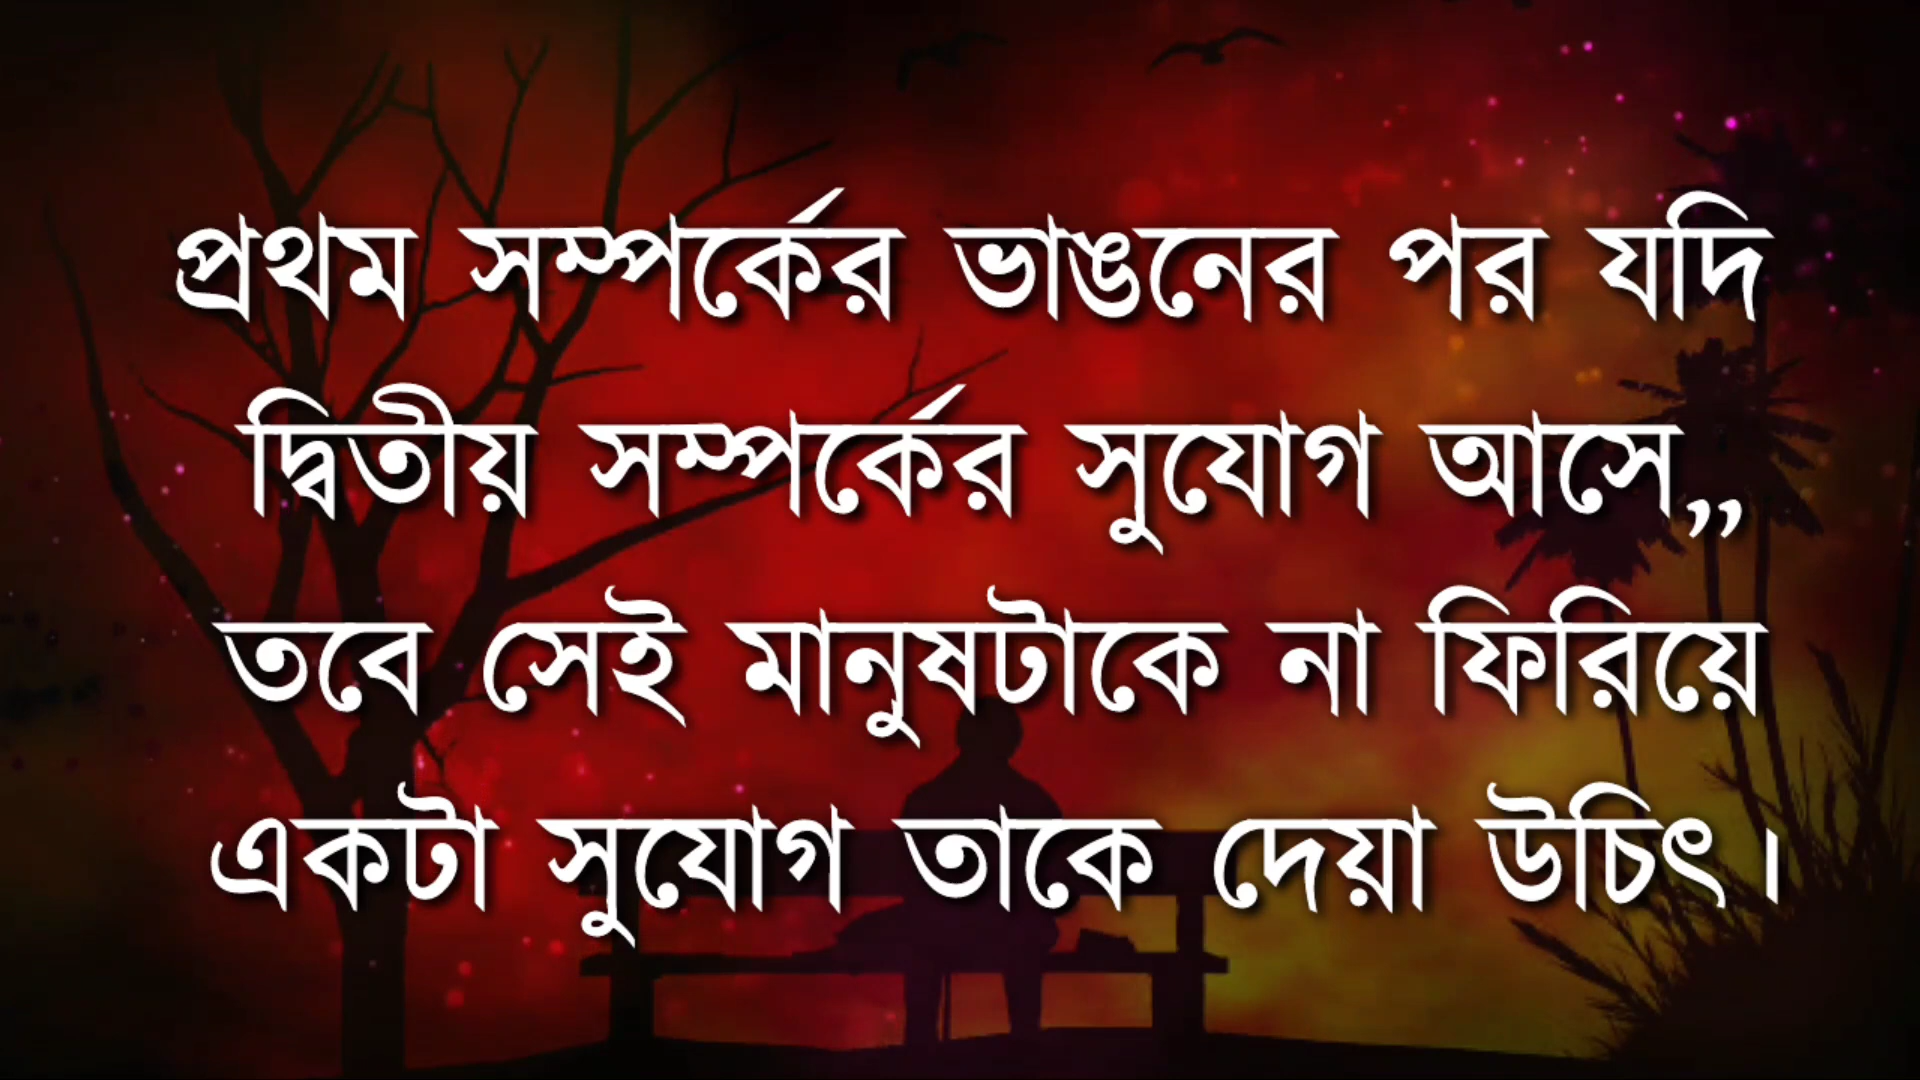 প্রথম সম্পর্কের ভাঙনের পর যদি
দ্বিতীয় সম্পর্কের সুযোগ আসে,,
তবে সেই মানুষটাকে না ফিরিয়ে
একটা সুযোগ তাকে দেয়া উচিৎ।